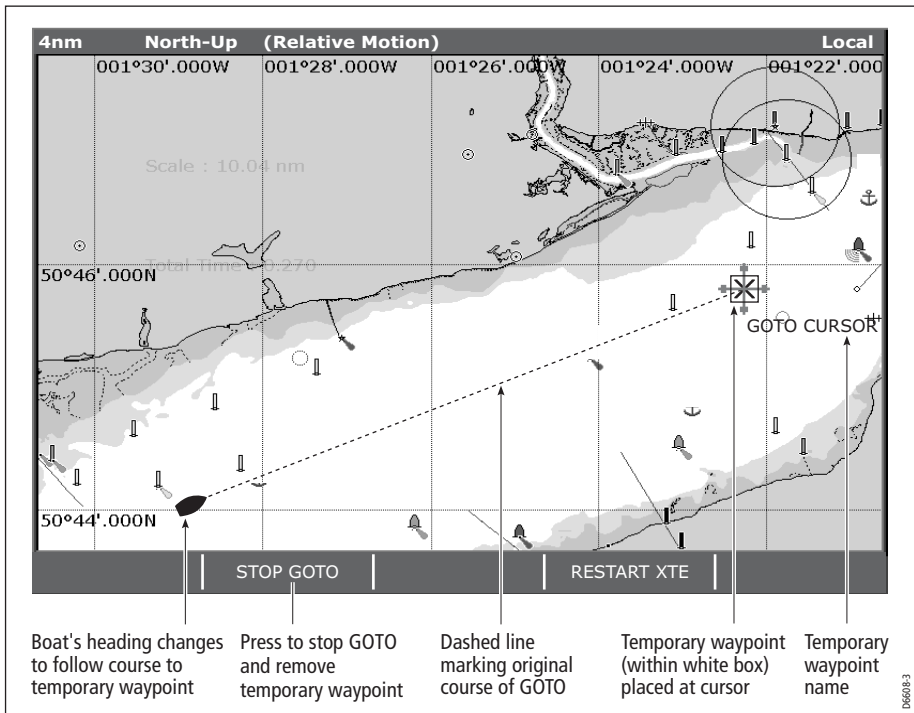 4nm North-Up (Relative Motion) Local
001°30'.000W 001°28'.000W 001°26'.000W 001°24'.000W 001°22'.000
Scale : 10.04 nm
Total Time 0.270
50°46'.000N
GOTO CURSOR
50°44'.000N
STOP GOTO RESTART XTE
Boat's heading changes
to follow course to
temporary waypoint
Press to stop GOTO
and remove
temporary waypoint
Dashed line
marking original
course of GOTO
Temporary waypoint
(within white box)
placed at cursor
Temporary
waypoint
name
D6608-3